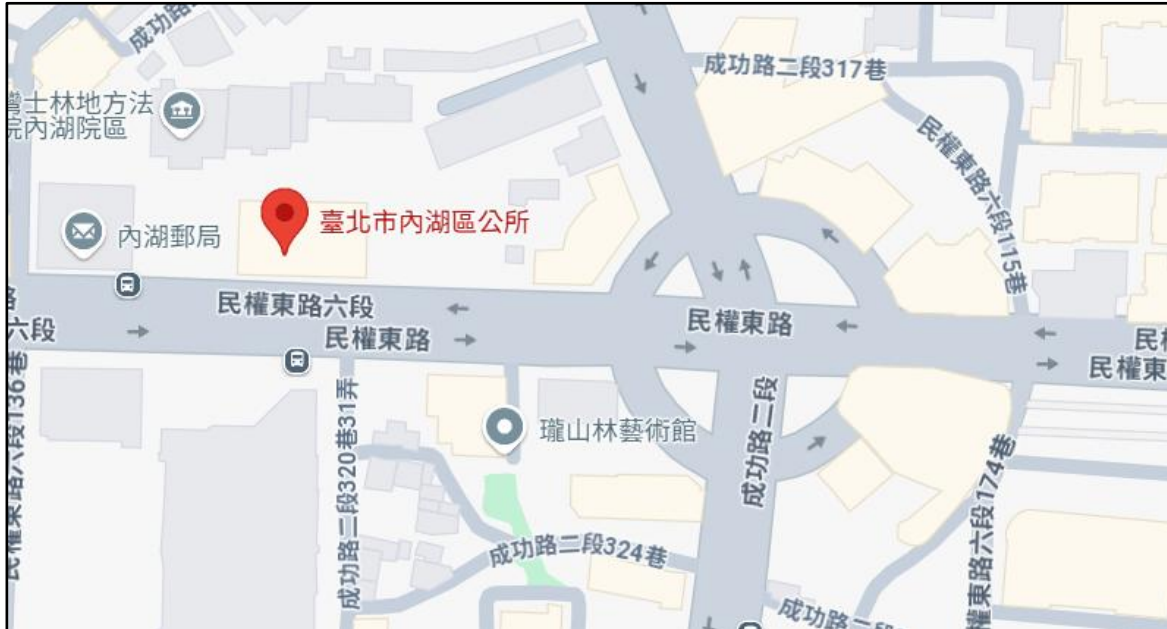 成功路
成功路二段317巷
灣士林地方法
院內湖院區
民權東路六段115巷
內湖郵局
臺北市內湖區公所
民權東路六段
民權東路
民權東路
六段
民權東
民權東路六段136巷
成功路二段320巷31弄
瓏山林藝術館
成功路二段
民權東路六段174巷
成功路二段324巷
成功路二段